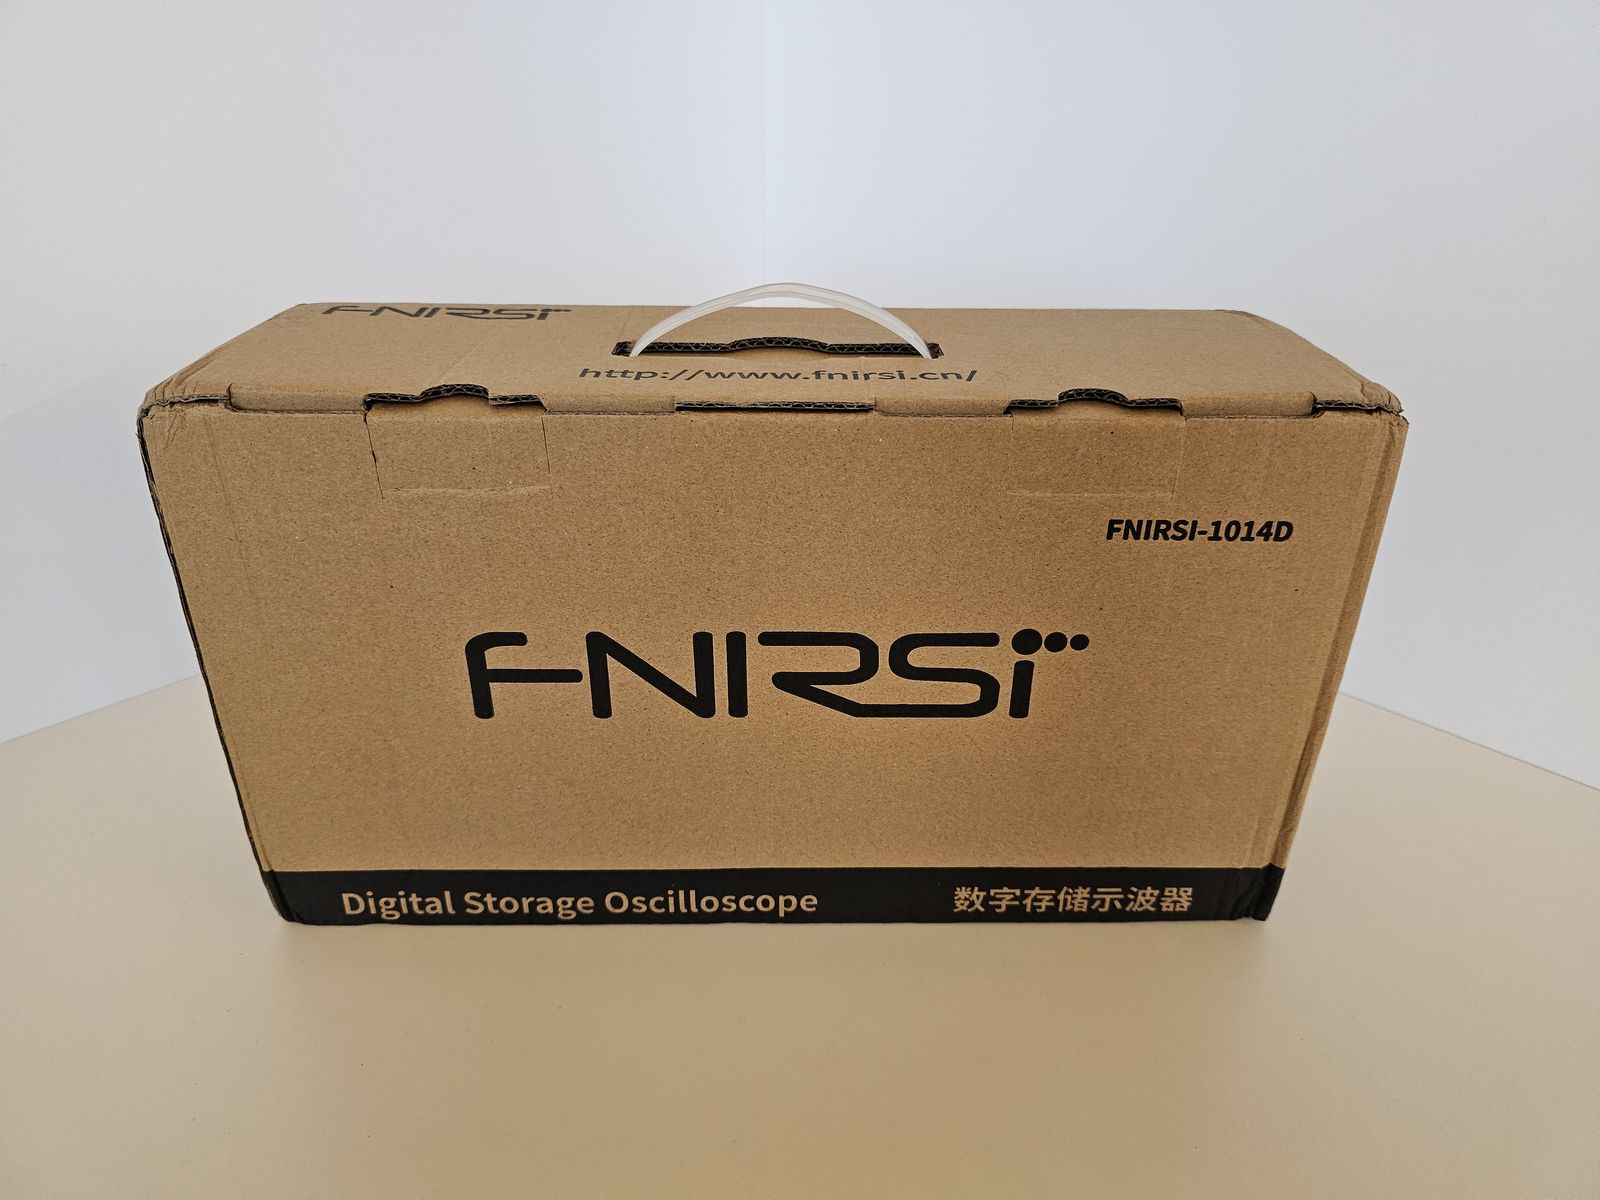 FNIRSI
http://www.fnirsi.cn/
FNIRSI-1014D
FNIRSI
Digital Storage Oscilloscope
数字存储示波器